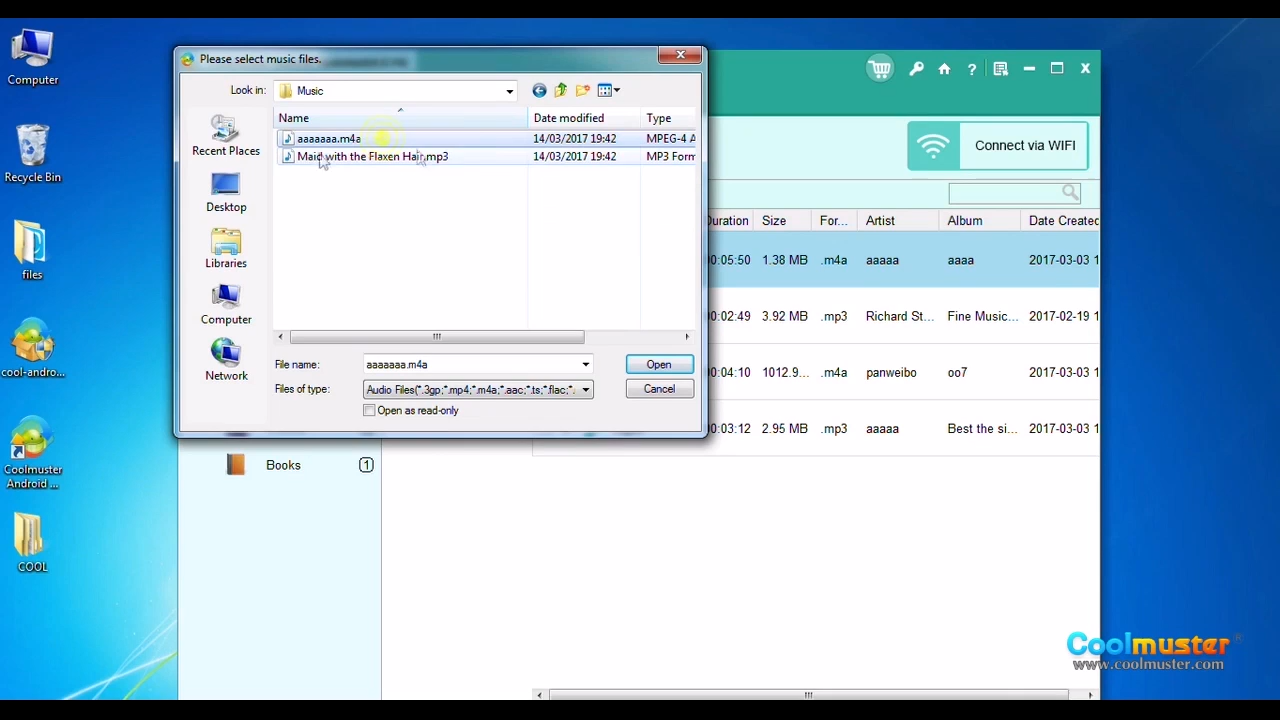 Computer
Recycle Bin
files
cool-andro...
Coolmuster
Android ...
COOL
Please select music files.
Look in:
Music
Name
Date modified
Type
aaaaaaa.m4a
14/03/2017 19:42
MPEG-4 A
Maid with the Flaxen Hair.mp3
14/03/2017 19:42
MP3 Form
Recent Places
Desktop
Libraries
Computer
Network
File name:
aaaaaaa.m4a
Open
Files of type:
Audio Files(*.3gp;*.mp4;*.m4a;*.aac;*.ts;*.flac;*.
Cancel
Open as read-only
Connect via WIFI
Duration
Size
For...
Artist
Album
Date Created
00:05:50
1.38 MB
.m4a
aaaaa
aaaa
2017-03-03 1
00:02:49
3.92 MB
.mp3
Richard St...
Fine Music...
2017-02-19 1
00:04:10
1012.9...
.m4a
panweibo
oo7
2017-03-03 1
00:03:12
2.95 MB
.mp3
aaaaa
Best the si...
2017-03-03 1
Books
1
Coolmuster®
www.coolmuster.com